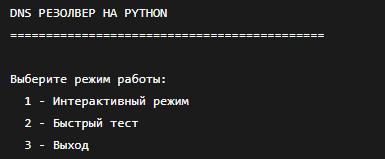 DNS РЕЗОЛВЕР НА PYTHON
============================================
Выберите режим работы:
1 - Интерактивный режим
2 - Быстрый тест
3 - Выход